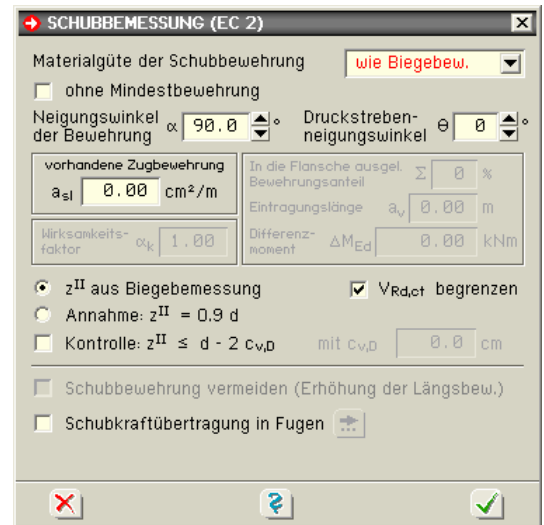 SCHUBBEMESSUNG (EC 2)
Materialgüte der Schubbewehrung wie Biegebew.
ohne Mindestbewehrung
Neigungswinkel der Bewehrung α 90.0 °
Druckstreben-neigungswinkel θ 0 °
vorhandene Zugbewehrung
asl 0.00 cm²/m
In die Flansche ausgel. Bewehrungsanteil Σ 0 %
Eintragungslänge av 0.00 m
Wirksamkeits-faktor αk 1.00
Differenz-moment ΔMEd 0.00 kNm
zII aus Biegebemessung
VRd,ct begrenzen
Annahme: zII = 0.9 d
Kontrolle: zII ≤ d - 2 cv,D mit cv,D 0.0 cm
Schubbewehrung vermeiden (Erhöhung der Längsbew.)
Schubkraftübertragung in Fugen